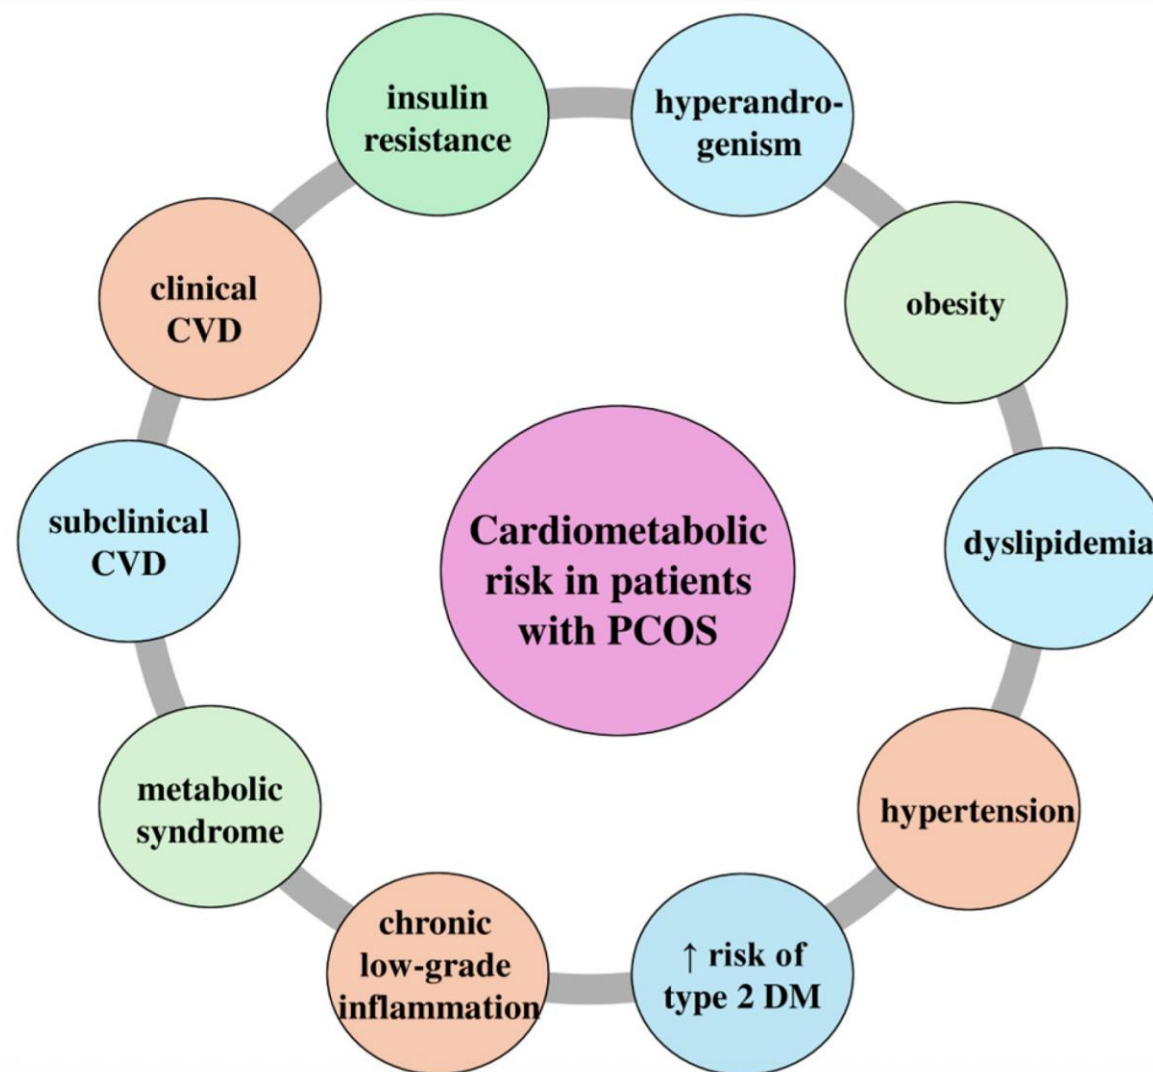 insulin
resistance
hyperandro-
genism
obesity
dyslipidemia
hypertension
↑ risk of
type 2 DM
chronic
low-grade
inflammation
metabolic
syndrome
subclinical
CVD
clinical
CVD
Cardiometabolic
risk in patients
with PCOS